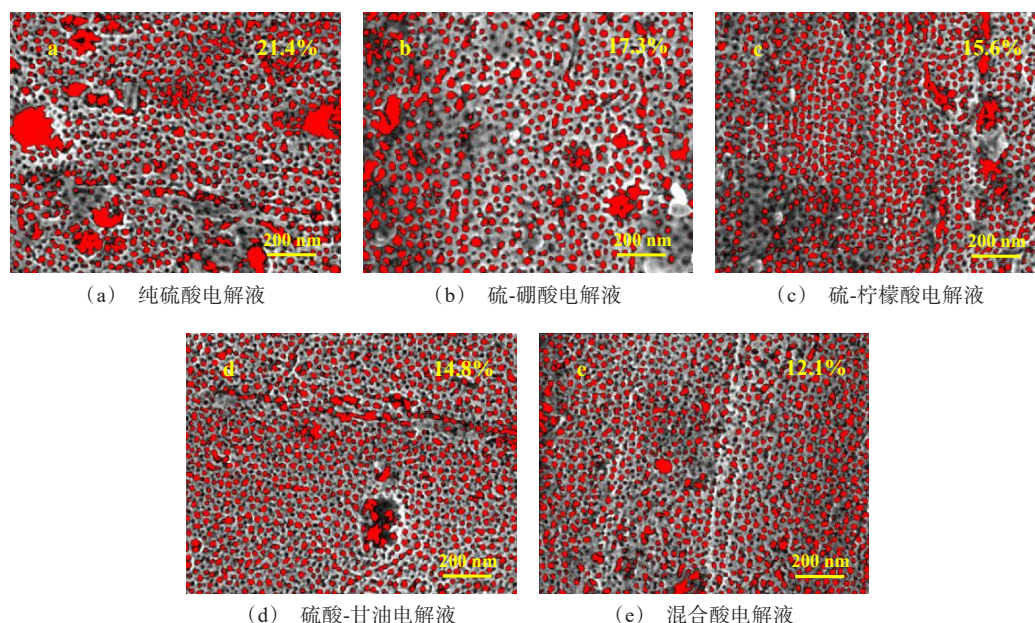 a 21.4%
200 nm
b 17.3%
200 nm
c 15.6%
200 nm
（a） 纯硫酸电解液
（b） 硫-硼酸电解液
（c） 硫-柠檬酸电解液
d 14.8%
200 nm
e 12.1%
200 nm
（d） 硫酸-甘油电解液
（e） 混合酸电解液